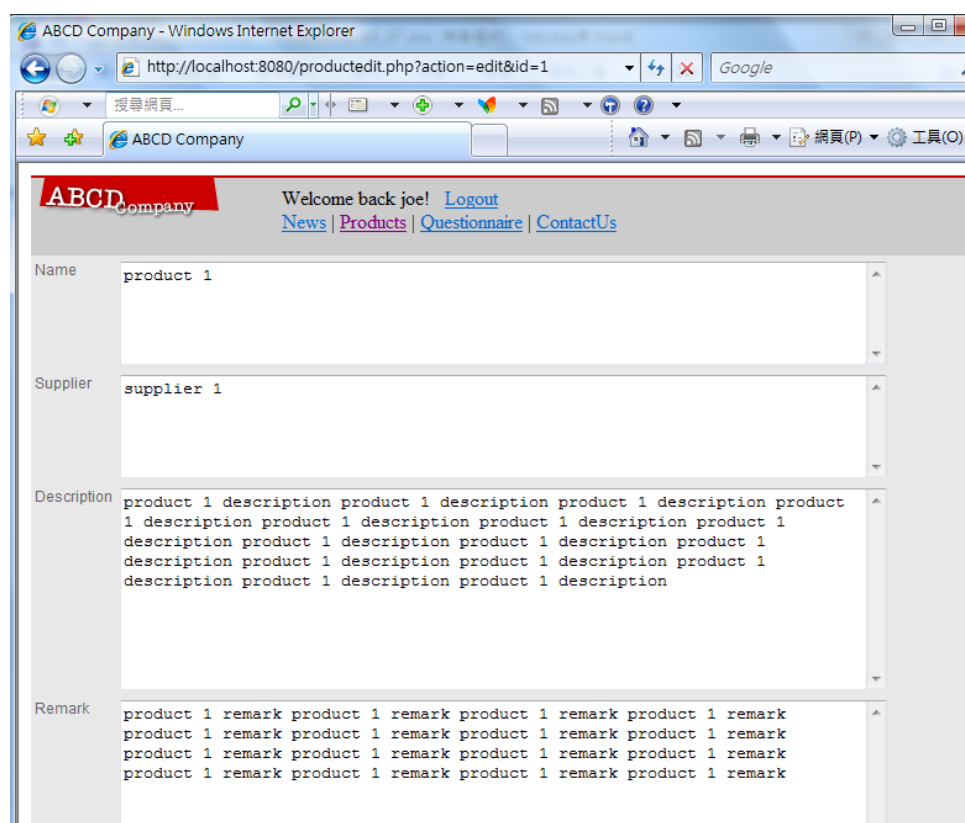 ABCD Company - Windows Internet Explorer
http://localhost:8080/productedit.php?action=edit&id=1
Google
搜尋網頁...
ABCD Company
網頁(P)
工具(O)
ABCD Company
Welcome back joe! Logout
News | Products | Questionnaire | ContactUs
Name
product 1
Supplier
supplier 1
Description
product 1 description product 1 description product 1 description product
1 description product 1 description product 1 description product 1
description product 1 description product 1 description product 1
description product 1 description product 1 description product 1
description product 1 description product 1 description
Remark
product 1 remark product 1 remark product 1 remark product 1 remark
product 1 remark product 1 remark product 1 remark product 1 remark
product 1 remark product 1 remark product 1 remark product 1 remark
product 1 remark product 1 remark product 1 remark product 1 remark